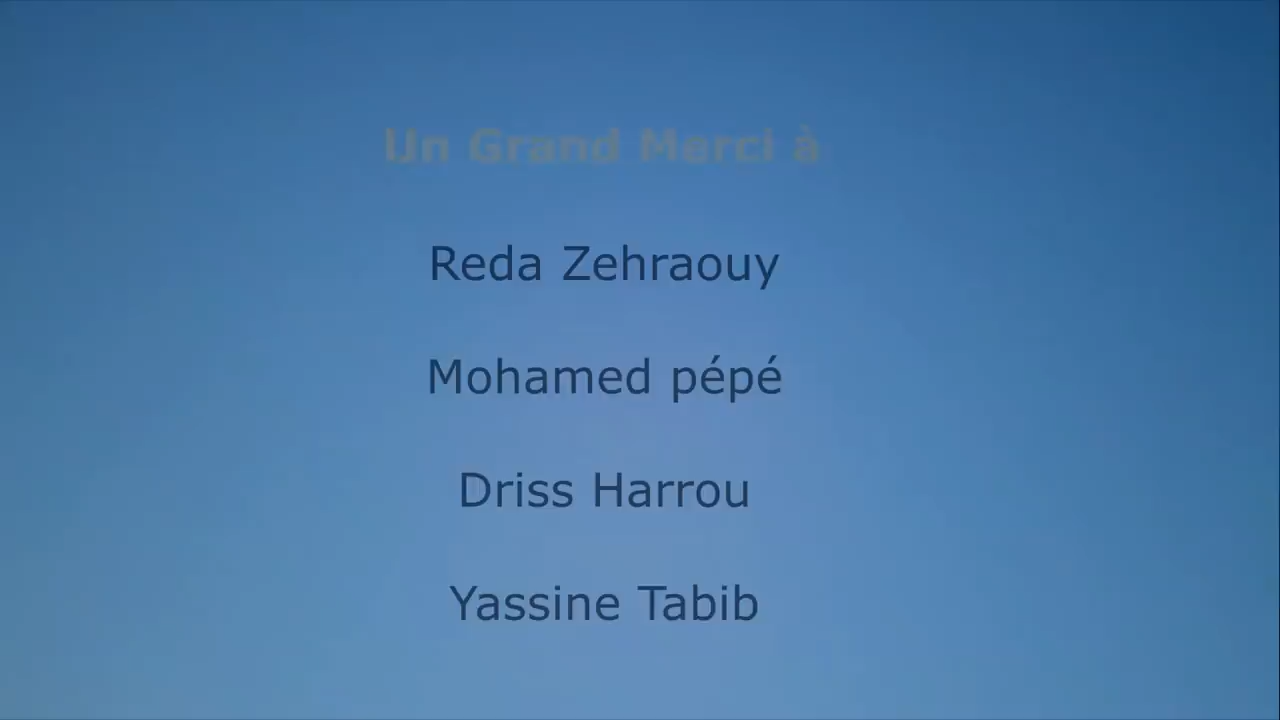 Un Grand Merci à
Reda Zehraouy
Mohamed pépé
Driss Harrou
Yassine Tabib